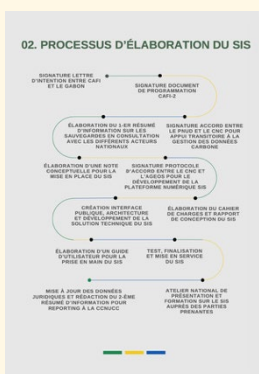 02. PROCESSUS D'ÉLABORATION DU SIS
SIGNATURE LETTRE
D'INTENTION ENTRE CAFI
ET LE GABON
SIGNATURE DOCUMENT
DE PROGRAMMATION
CAFI-2
ÉLABORATION DU 1-ER RÉSUMÉ
D'INFORMATION SUR LES
SAUVEGARDES EN CONSULTATION
AVEC LES DIFFÉRENTS ACTEURS
NATIONAUX
SIGNATURE ACCORD ENTRE
LE PNUD ET LE CNC POUR
APPUI TRANSITOIRE À LA
GESTION DES DONNÉES
CARBONE
ÉLABORATION D'UNE NOTE
CONCEPTUELLE POUR LA
MISE EN PLACE DU SIS
SIGNATURE PROTOCOLE
D'ACCORD ENTRE LE CNC ET
L'AGEOS POUR LE
DÉVELOPPEMENT DE LA
PLATEFORME NUMÉRIQUE SIS
CRÉATION INTERFACE
PUBLIQUE, ARCHITECTURE
ET DÉVELOPPEMENT DE LA
SOLUTION TECHNIQUE DU SIS
ÉLABORATION DU CAHIER
DE CHARGES ET RAPPORT
DE CONCEPTION DU SIS
ÉLABORATION D'UN GUIDE
D'UTILISATEUR POUR LA
PRISE EN MAIN DU SIS
TEST, FINALISATION
ET MISE EN SERVICE
DU SIS
MISE À JOUR DES DONNÉES
JURIDIQUES ET RÉDACTION DU 2-ÈME
RÉSUMÉ D'INFORMATION POUR
REPORTING À LA CCNUCC
ATELIER NATIONAL DE
PRÉSENTATION ET
FORMATION SUR LE SIS
AUPRÈS DES PARTIES
PRENANTES